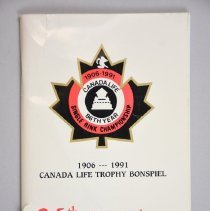 1906-1991
CANADA LIFE
86TH YEAR
SINGLE RINK CHAMPIONSHIP
1906 --- 1991
CANADA LIFE TROPHY BONSPIEL